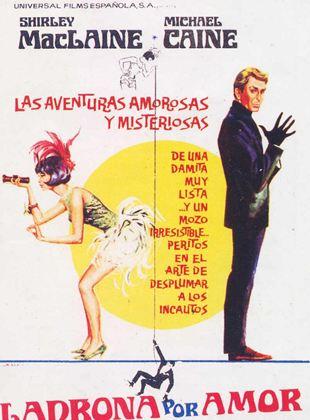 UNIVERSAL FILMS ESPAÑOLA, S.A.,
SHIRLEY MICHAEL
MacLAINE CAINE
LAS AVENTURAS AMOROSAS
Y MISTERIOSAS
DE UNA
DAMITA
MUY
LISTA
...Y UN
MOZO
IRRESISTIBLE...
PERITOS
EN EL
ARTE DE
DESPLUMAR
A LOS
INCAUTOS
LADRONA POR AMOR